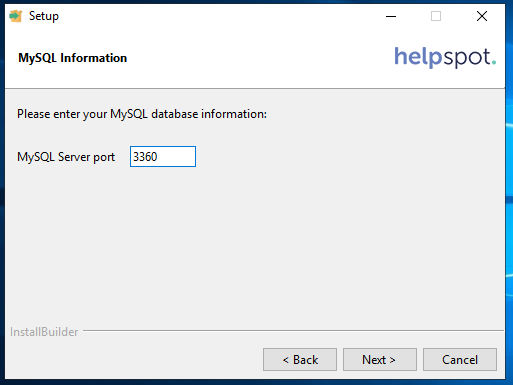 Setup
MySQL Information
helpspot.
Please enter your MySQL database information:
MySQL Server port 3360
InstallBuilder
< Back Next > Cancel